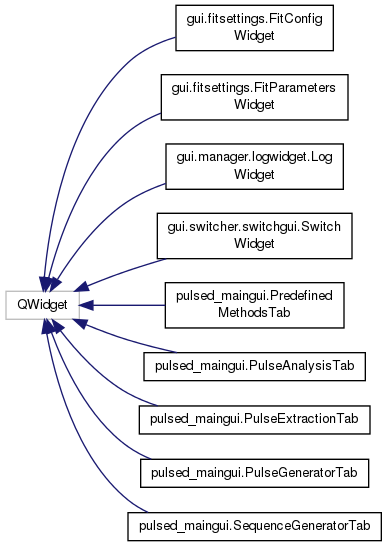 gui.fitsettings.FitConfig
Widget
gui.fitsettings.FitParameters
Widget
gui.manager.logwidget.Log
Widget
gui.switcher.switchgui.Switch
Widget
QWidget
pulsed_maingui.Predefined
MethodsTab
pulsed_maingui.PulseAnalysisTab
pulsed_maingui.PulseExtractionTab
pulsed_maingui.PulseGeneratorTab
pulsed_maingui.SequenceGeneratorTab